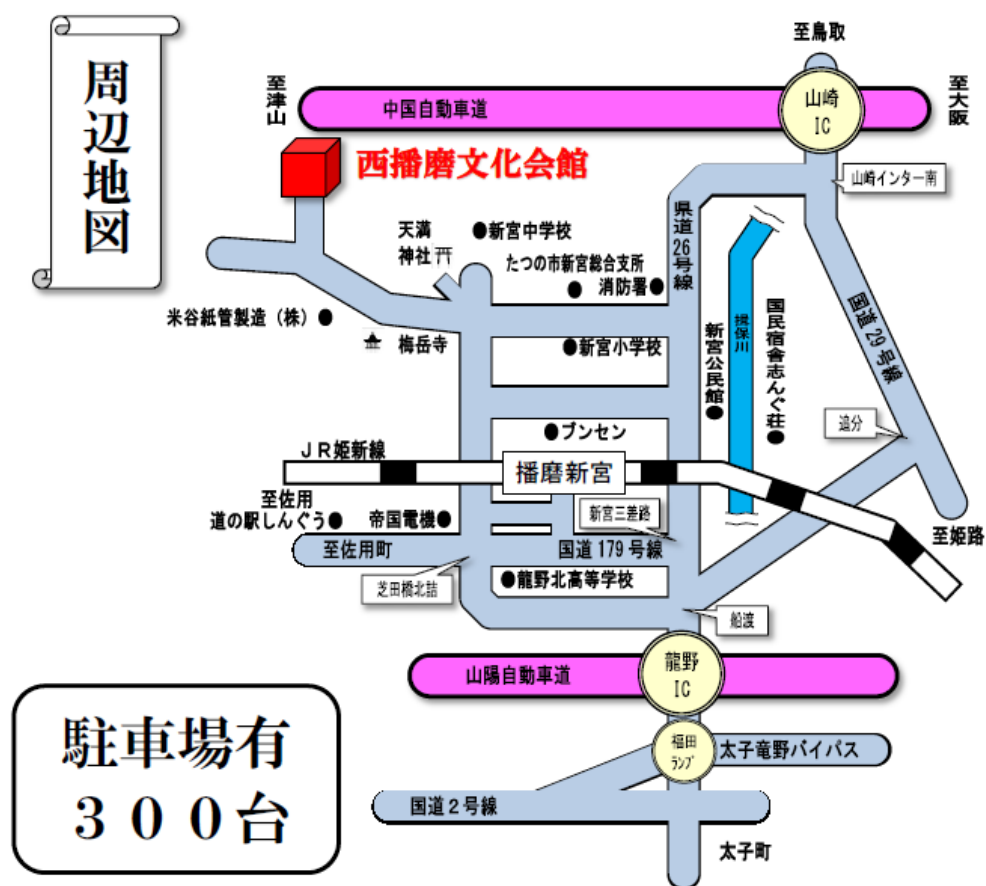 周辺地図
至鳥取
至津山
中国自動車道
山崎
IC
至大阪
西播磨文化会館
山崎インター南
天満
神社
新宮中学校
たつの市新宮総合支所
消防署
県道26号線
米谷紙管製造(株)
梅岳寺
新宮小学校
新宮公民館
揖保川
国民宿舎志んぐ荘
国道29号線
追分
ブンセン
JR姫新線
播磨新宮
至佐用
道の駅しんぐう
帝国電機
新宮三差路
至姫路
至佐用町
国道179号線
芝田橋北詰
龍野北高等学校
船渡
山陽自動車道
龍野
IC
福田
ランプ
太子竜野バイパス
国道2号線
太子町
駐車場有
300台